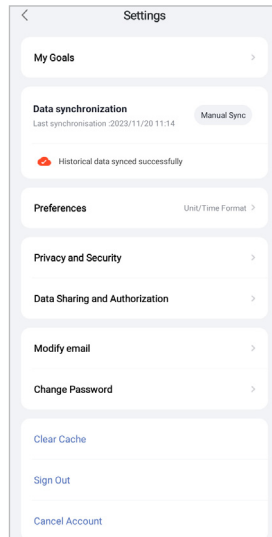 Settings
My Goals
Data synchronization
Last synchronisation :2023/11/20 11:14
Manual Sync
Historical data synced successfully
Preferences
Unit/Time Format
Privacy and Security
Data Sharing and Authorization
Modify email
Change Password
Clear Cache
Sign Out
Cancel Account